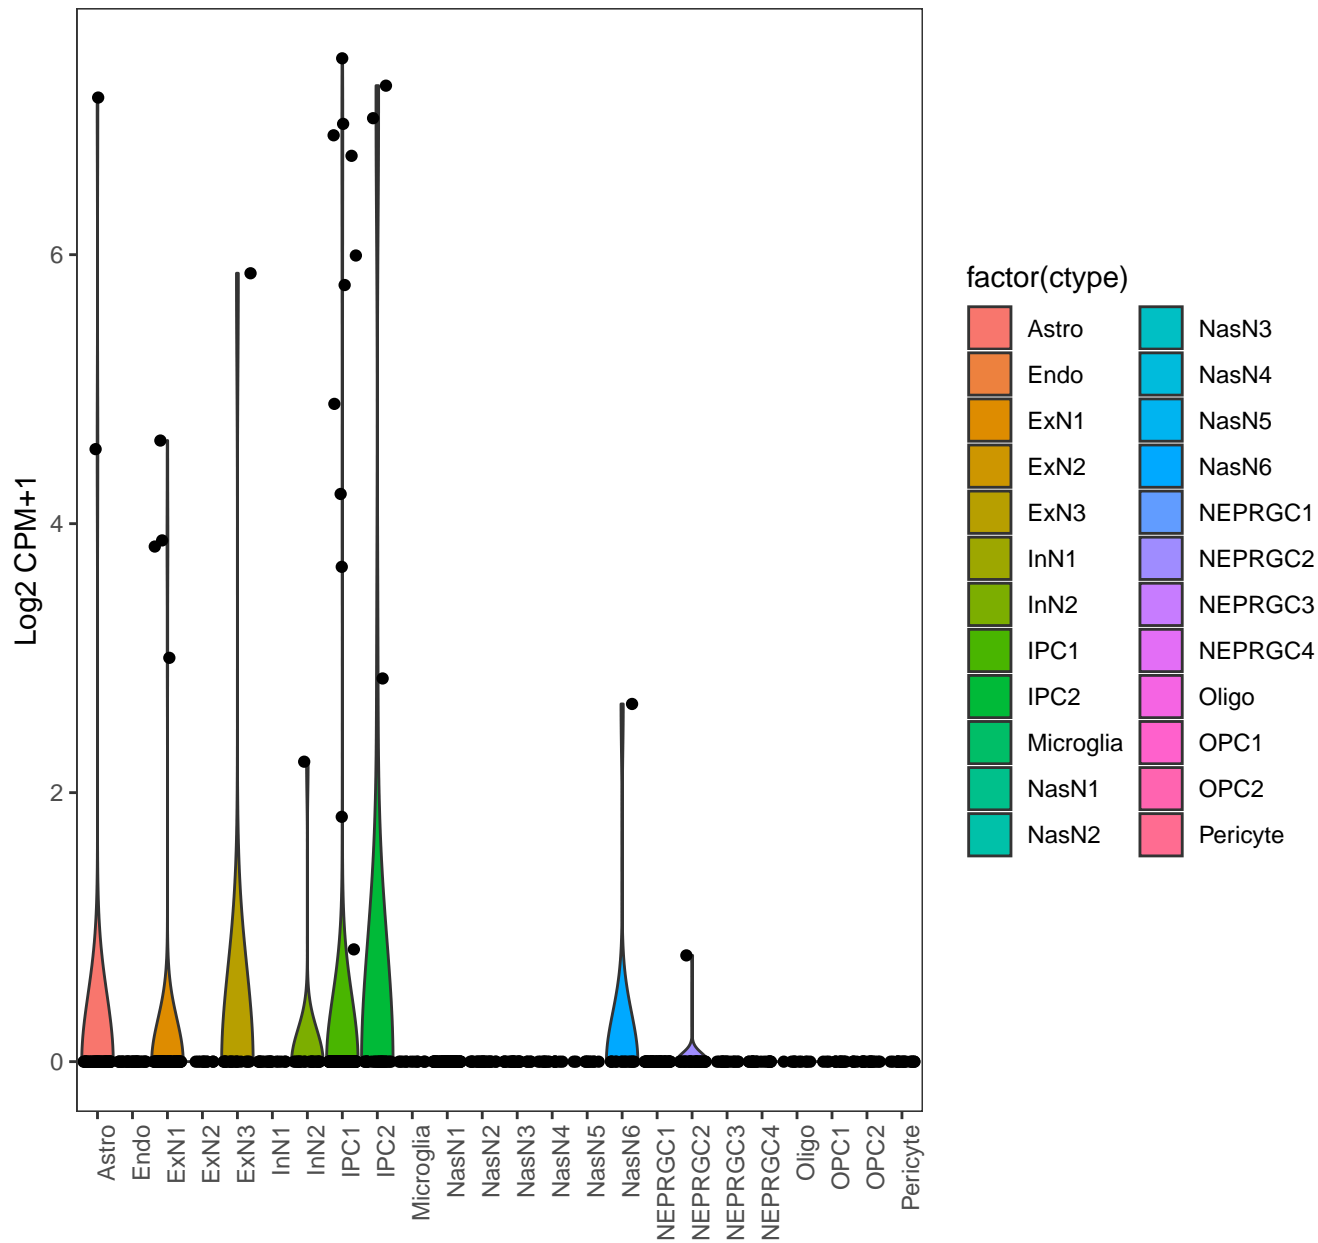 Log2 CPM+1
6
4
2
0
Astro
Endo
ExN1
ExN2
ExN3
InN1
InN2
IPC1
IPC2
Microglia
NasN1
NasN2
NasN3
NasN4
NasN5
NasN6
NEPRGC1
NEPRGC2
NEPRGC3
NEPRGC4
Oligo
OPC1
OPC2
Pericyte
factor(ctype)
Astro
Endo
ExN1
ExN2
ExN3
InN1
InN2
IPC1
IPC2
Microglia
NasN1
NasN2
NasN3
NasN4
NasN5
NasN6
NEPRGC1
NEPRGC2
NEPRGC3
NEPRGC4
Oligo
OPC1
OPC2
Pericyte